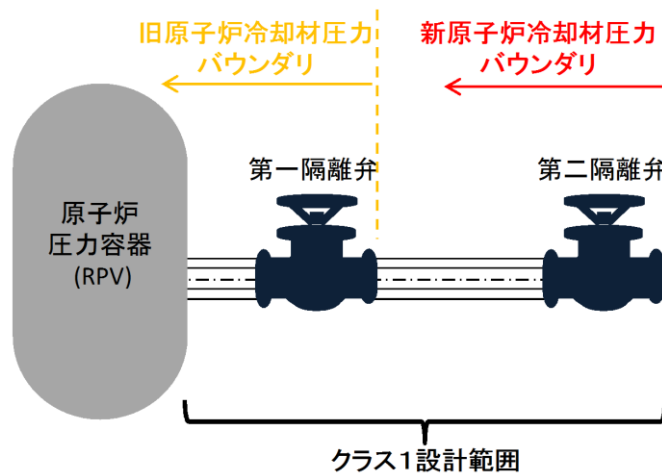 旧原子炉冷却材圧力
バウンダリ
新原子炉冷却材圧力
バウンダリ
第一隔離弁
第二隔離弁
原子炉
圧力容器
(RPV)
クラス1設計範囲